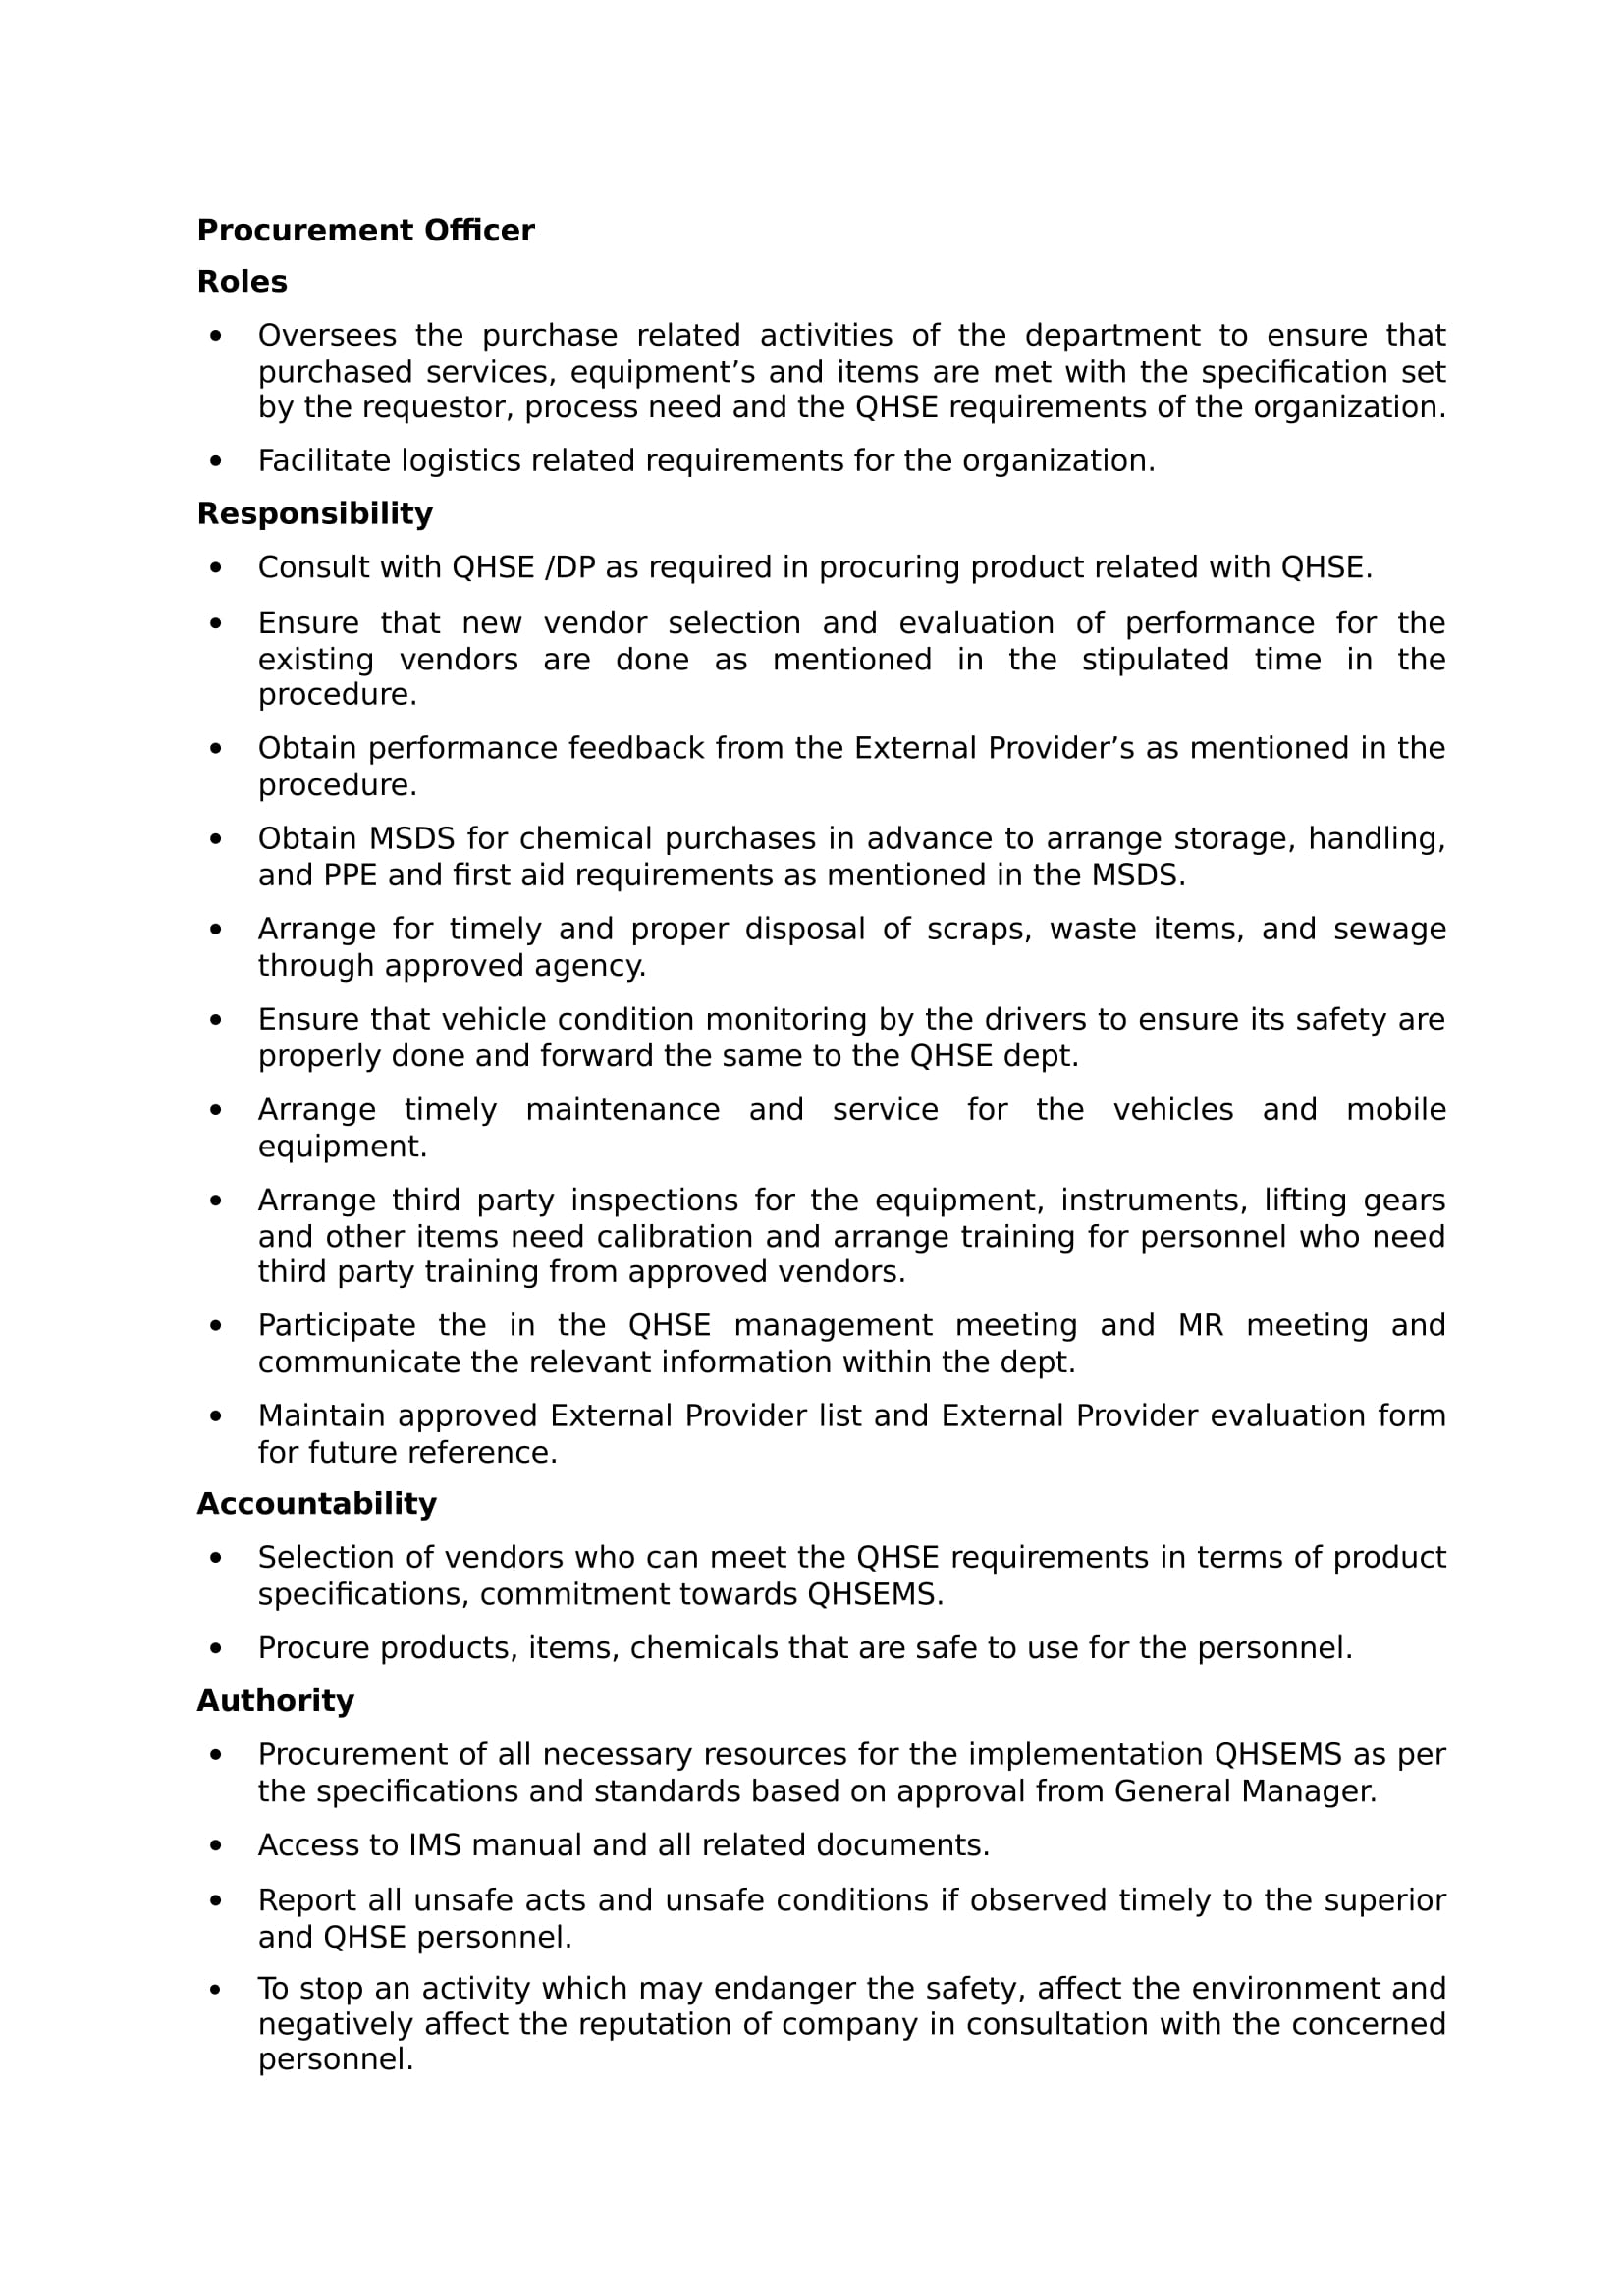 Procurement Officer
Roles
• Oversees the purchase related activities of the department to ensure that
purchased services, equipment’s and items are met with the specification set
by the requestor, process need and the QHSE requirements of the organization.
• Facilitate logistics related requirements for the organization.
Responsibility
• Consult with QHSE /DP as required in procuring product related with QHSE.
• Ensure that new vendor selection and evaluation of performance for the
existing vendors are done as mentioned in the stipulated time in the
procedure.
• Obtain performance feedback from the External Provider’s as mentioned in the
procedure.
• Obtain MSDS for chemical purchases in advance to arrange storage, handling,
and PPE and first aid requirements as mentioned in the MSDS.
• Arrange for timely and proper disposal of scraps, waste items, and sewage
through approved agency.
• Ensure that vehicle condition monitoring by the drivers to ensure its safety are
properly done and forward the same to the QHSE dept.
• Arrange timely maintenance and service for the vehicles and mobile
equipment.
• Arrange third party inspections for the equipment, instruments, lifting gears
and other items need calibration and arrange training for personnel who need
third party training from approved vendors.
• Participate the in the QHSE management meeting and MR meeting and
communicate the relevant information within the dept.
• Maintain approved External Provider list and External Provider evaluation form
for future reference.
Accountability
• Selection of vendors who can meet the QHSE requirements in terms of product
specifications, commitment towards QHSEMS.
• Procure products, items, chemicals that are safe to use for the personnel.
Authority
• Procurement of all necessary resources for the implementation QHSEMS as per
the specifications and standards based on approval from General Manager.
• Access to IMS manual and all related documents.
• Report all unsafe acts and unsafe conditions if observed timely to the superior
and QHSE personnel.
• To stop an activity which may endanger the safety, affect the environment and
negatively affect the reputation of company in consultation with the concerned
personnel.